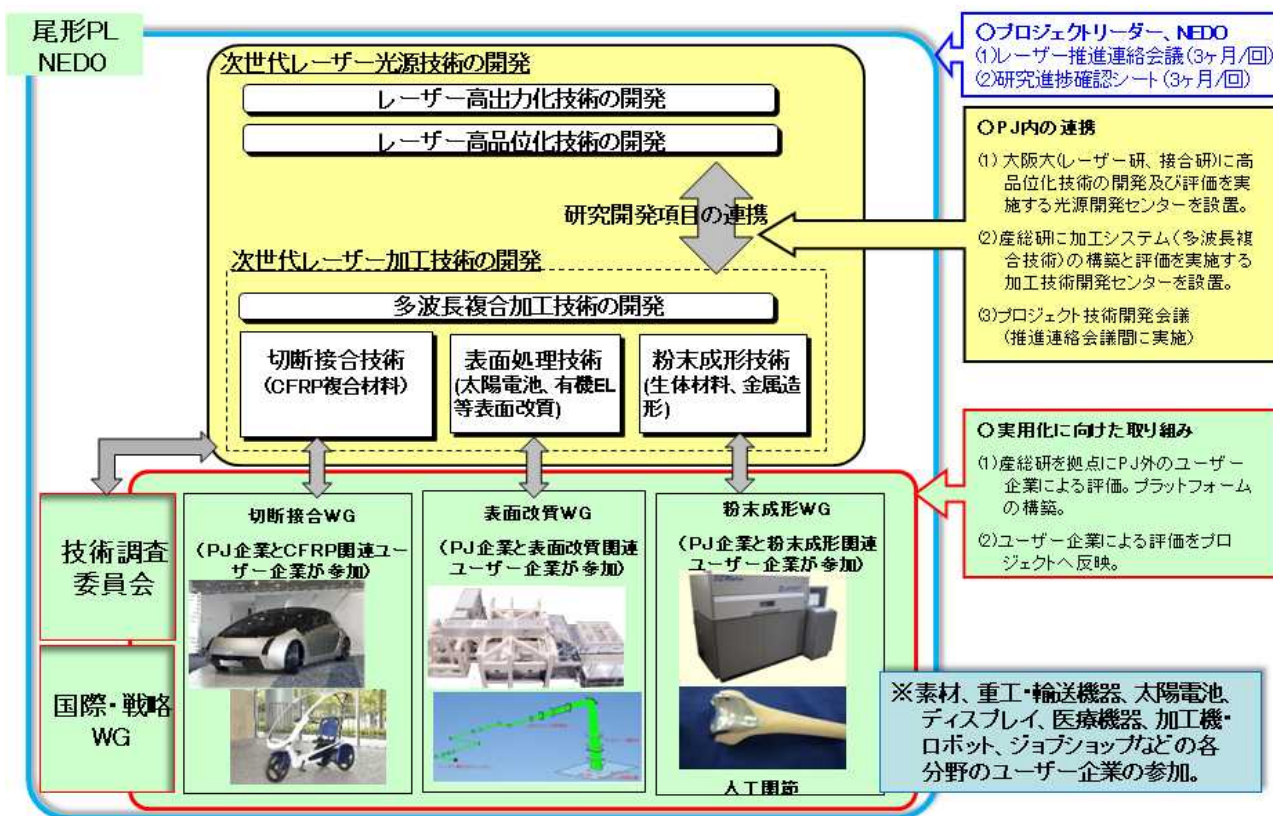 尾形PL
NEDO
次世代レーザー光源技術の開発
レーザー高出力化技術の開発
レーザー高品位化技術の開発
研究開発項目の連携
次世代レーザー加工技術の開発
多波長複合加工技術の開発
切断接合技術
(CFRP複合材料)
表面処理技術
(太陽電池、有機EL
等表面改質)
粉末成形技術
(生体材料、金属造
形)
技術調査
委員会
国際・戦略
WG
切断接合WG
(PJ企業とCFRP関連ユー
ザー企業が参加)
表面改質WG
(PJ企業と表面改質関連
ユーザー企業が参加)
粉末成形WG
(PJ企業と粉末成形関連
ユーザー企業が参加)
人工関節
○プロジェクトリーダー、NEDO
(1)レーザー推進連絡会議(3ヶ月/回)
(2)研究進捗確認シート(3ヶ月/回)
○PJ内の連携
(1) 大阪大(レーザー研、接合研)に高
品位化技術の開発及び評価を実
施する光源開発センターを設置。
(2)産総研に加工システム(多波長複
合技術)の構築と評価を実施する
加工技術開発センターを設置。
(3)プロジェクト技術開発会議
(推進連絡会議間に実施)
○実用化に向けた取り組み
(1)産総研を拠点にPJ外のユーザー
企業による評価。プラットフォーム
の構築。
(2)ユーザー企業による評価をプロ
ジェクトへ反映。
※素材、重工・輸送機器、太陽電池、
ディスプレイ、医療機器、加工機・
ロボット、ジョブショップなどの各
分野のユーザー企業の参加。